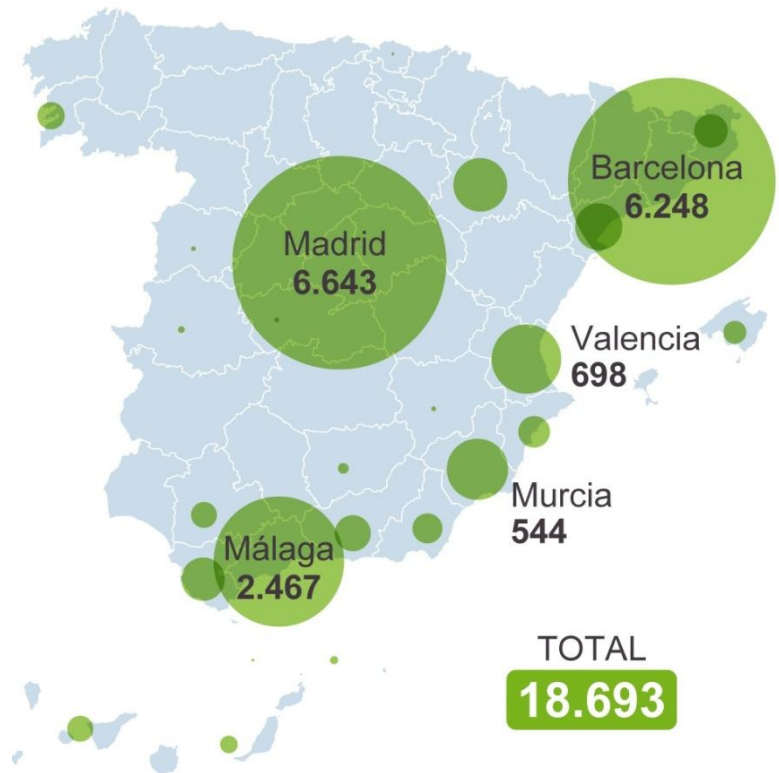 Barcelona
6.248
Madrid
6.643
Valencia
698
Murcia
544
Málaga
2.467
TOTAL
18.693